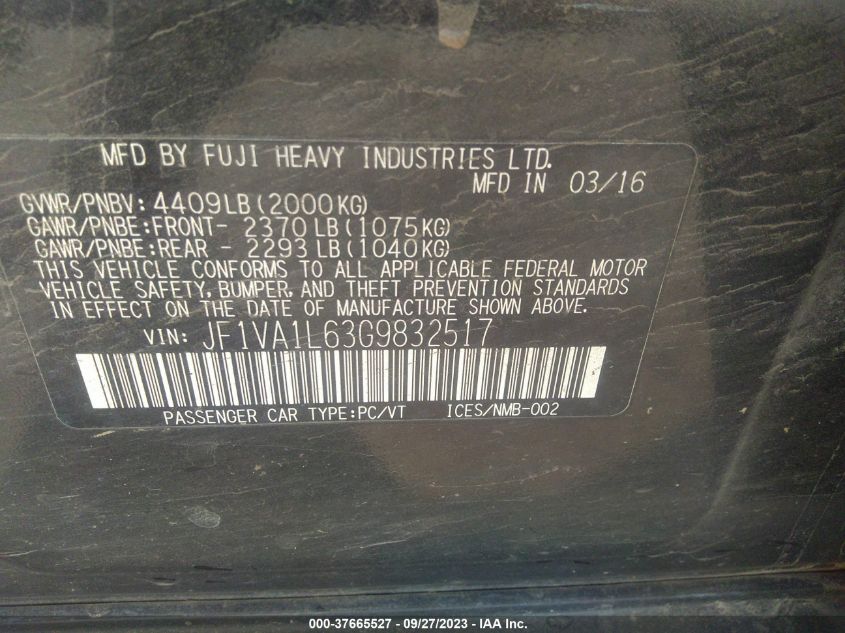 MFD BY FUJI HEAVY INDUSTRIES LTD.
MFD IN 03/16
GVWR/PNBV: 4409LB(2000KG)
GAWR/PNBE:FRONT- 2370LB(1075KG)
GAWR/PNBE:REAR - 2293LB(1040KG)
THIS VEHICLE CONFORMS TO ALL APPLICABLE FEDERAL MOTOR
VEHICLE SAFETY, BUMPER, AND THEFT PREVENTION STANDARDS
IN EFFECT ON THE DATE OF MANUFACTURE SHOWN ABOVE.
VIN: JF1VA1L63G9832517
PASSENGER CAR TYPE:PC/VT ICES/NMB-002
000-37665527 - 09/27/2023 - IAA Inc.